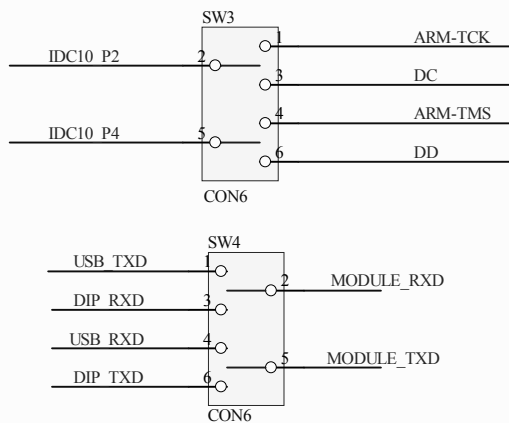 SW3
1 ARM-TCK
IDC10_P2 2
3 DC
4 ARM-TMS
IDC10_P4 5
6 DD
CON6
SW4
USB_TXD 1
2 MODULE_RXD
DIP_RXD 3
USB_RXD 4
5 MODULE_TXD
DIP_TXD 6
CON6